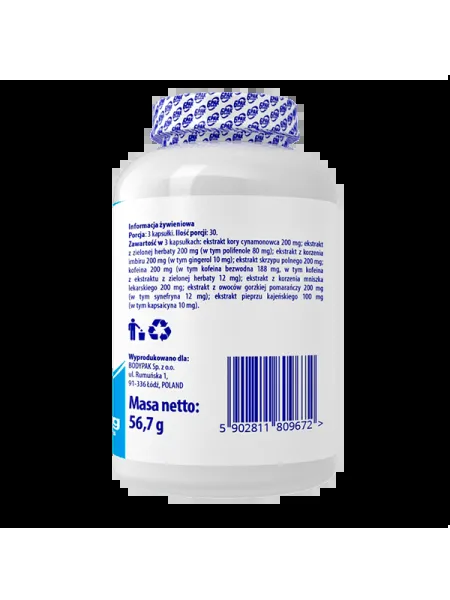 Informacja żywieniowa
Porcja: 3 kapsułki. Ilość porcji: 30.
Zawartość w 3 kapsułkach: ekstrakt kory cynamonowca 200 mg; ekstrakt
z zielonej herbaty 200 mg (w tym polifenole 80 mg); ekstrakt z korzenia
imbiru 200 mg (w tym gingerol 10 mg); ekstrakt skrzypu polnego 200 mg;
kofeina 200 mg (w tym kofeina bezwodna 188 mg, w tym kofeina
z ekstraktu z zielonej herbaty 12 mg); ekstrakt z korzenia mniszka
lekarskiego 200 mg; ekstrakt z owoców gorzkiej pomarańczy 200 mg
(w tym synefryna 12 mg); ekstrakt pieprzu kajeńskiego 100 mg
(w tym kapsaicyna 10 mg).
Wyprodukowano dla:
BODYPAK Sp. z o.o.
ul. Rumuńska 1,
91-336 Łódź, POLAND
Masa netto:
56,7 g
5 902811 809672 >